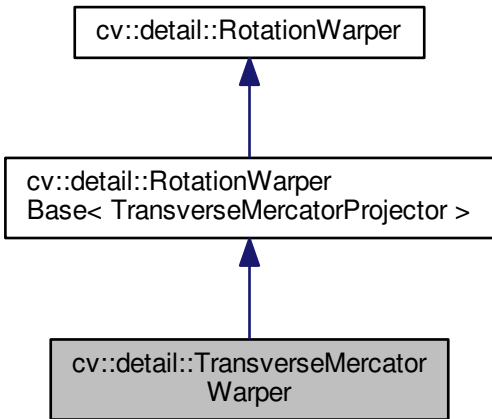 cv::detail::RotationWarper
cv::detail::RotationWarper
Base< TransverseMercatorProjector >
cv::detail::TransverseMercator
Warper